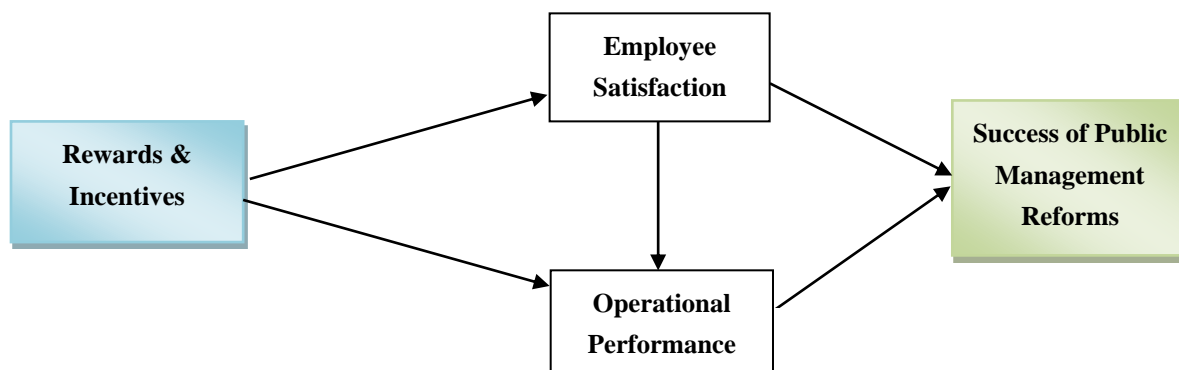 Employee
Satisfaction
Rewards &
Incentives
Success of Public
Management
Reforms
Operational
Performance